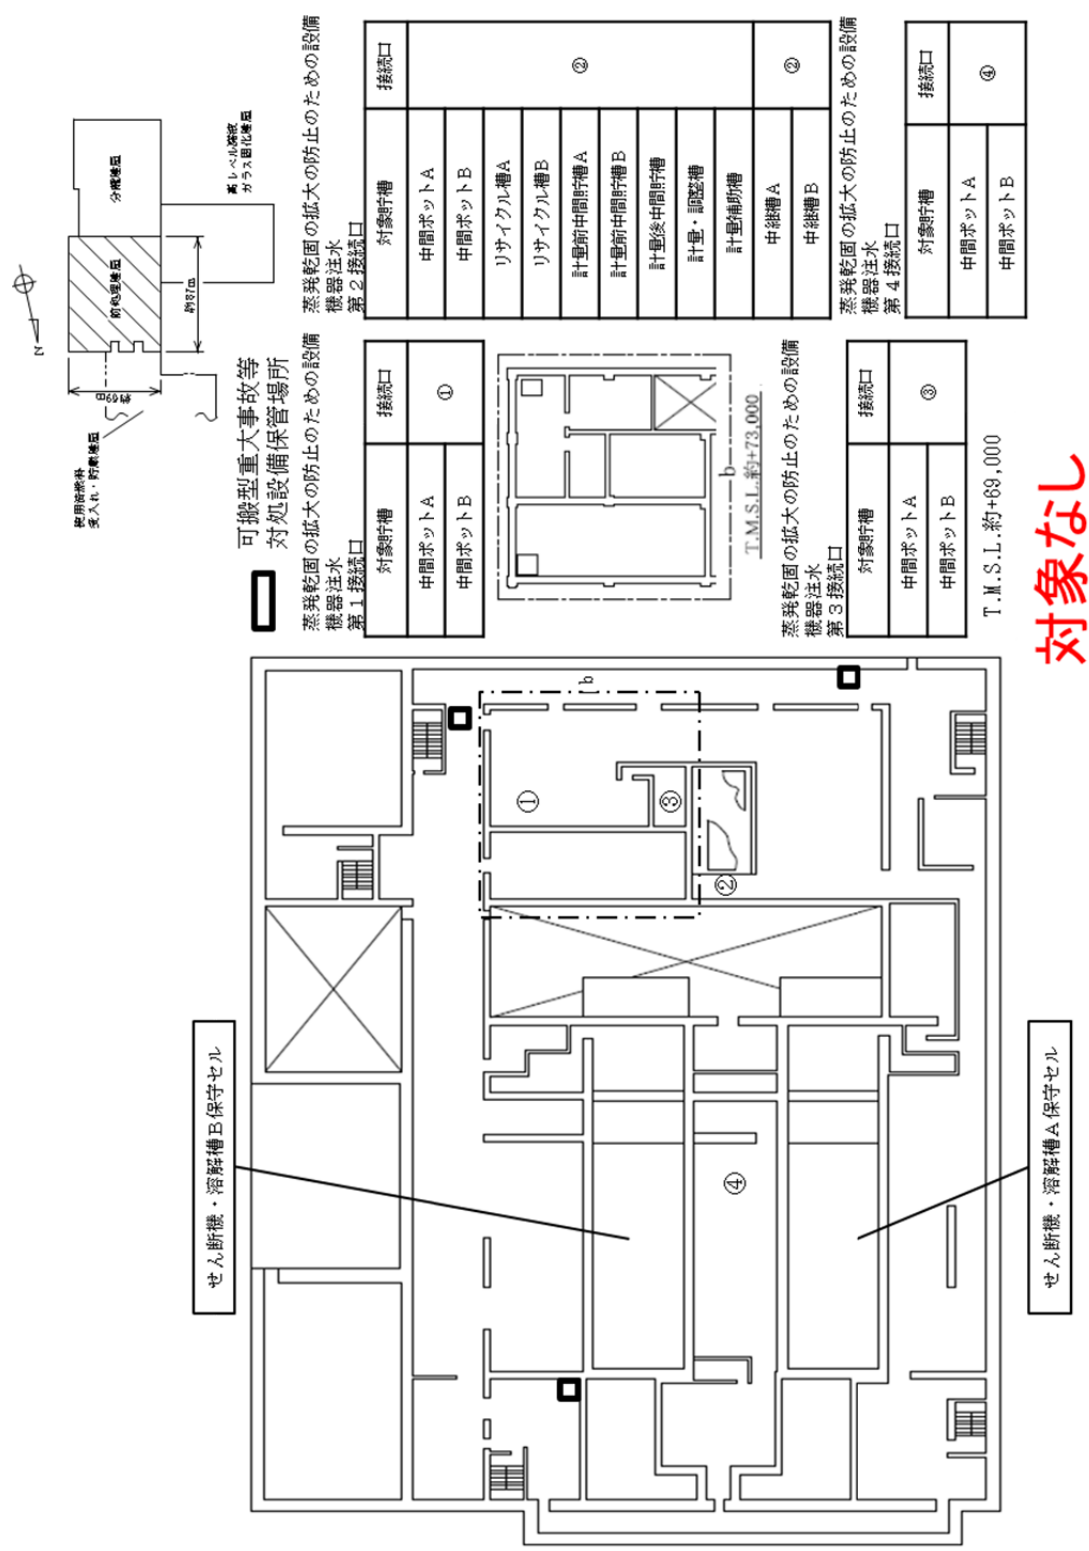 N
約69m
約87m
前処理建屋
分離建屋
高レベル廃液
ガラス固化建屋
使用済燃料
受入れ・貯蔵建屋
可搬型重大事故等
対処設備保管場所
蒸発乾固の拡大の防止のための設備
機器注水
第１接続口
対象貯槽
接続口
中間ポットA
①
中間ポットB
蒸発乾固の拡大の防止のための設備
機器注水
第２接続口
対象貯槽
接続口
中間ポットA
②
中間ポットB
リサイクル槽A
リサイクル槽B
計量前中間貯槽A
計量前中間貯槽B
計量後中間貯槽
計量・調整槽
計量補助槽
中継槽A
②
中継槽B
b
T.M.S.L.約+73,000
蒸発乾固の拡大の防止のための設備
機器注水
第３接続口
対象貯槽
接続口
中間ポットA
③
中間ポットB
蒸発乾固の拡大の防止のための設備
機器注水
第４接続口
対象貯槽
接続口
中間ポットA
④
中間ポットB
せん断機・溶解槽B保守セル
せん断機・溶解槽A保守セル
b
①
③
②
④
T.M.S.L.約+69,000
対象なし